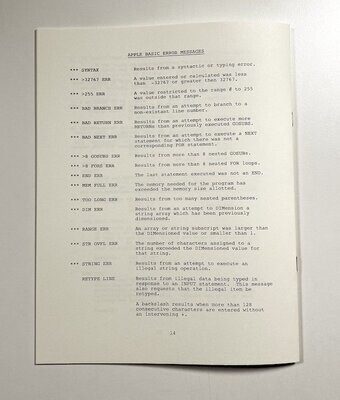 APPLE BASIC ERROR MESSAGES
*** SYNTAX Results from a syntactic or typing error.
*** >32767 ERR A value entered or calculated was less
than -32767 or greater than 32767.
*** >255 ERR A value restricted to the range 0 to 255
was outside that range.
*** BAD BRANCH ERR Results from an attempt to branch to a
non-existant line number.
*** BAD RETURN ERR Results from an attempt to execute more
RETURNs than previously executed GOSUBs.
*** BAD NEXT ERR Results from an attempt to execute a NEXT
statement for which there was not a
corresponding FOR statement.
*** >8 GOSUBS ERR Results from more than 8 nested GOSUBs.
*** >8 FORS ERR Results from more than 8 nested FOR loops.
*** END ERR The last statement executed was not an END.
*** MEM FULL ERR The memory needed for the program has
exceeded the memory size allotted.
*** TOO LONG ERR Results from too many nested parentheses.
*** DIM ERR Results from an attempt to DIMension a
string array which has been previously
dimensioned.
*** RANGE ERR An array or string subscript was larger than
the DIMensioned value or smaller than 1.
*** STR OVFL ERR The number of characters assigned to a
string exceeded the DIMensioned value for
that string.
*** STRING ERR Results from an attempt to execute an
illegal string operation.
RETYPE LINE Results from illegal data being typed in
response to an INPUT statement. This message
also requests that the illegal item be
retyped.
A backslash results when more than 128
consecutive characters are entered without
an intervening
14